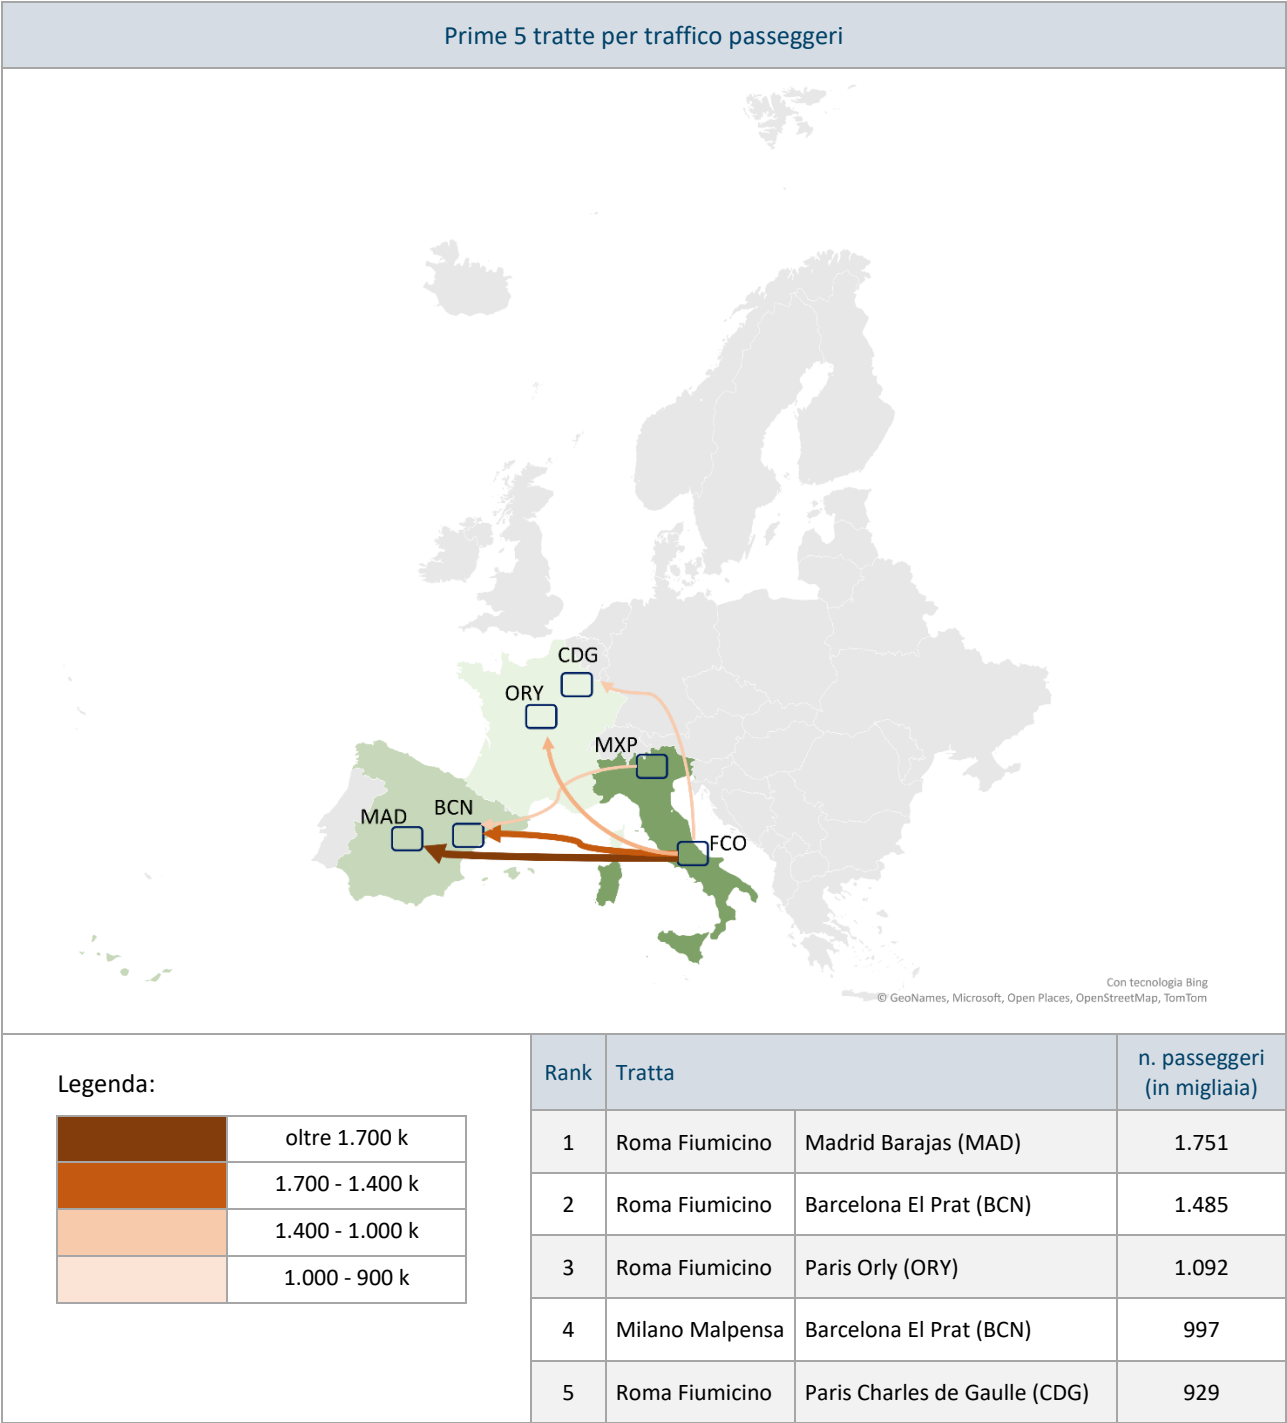 Prime 5 tratte per traffico passeggeri
CDG
ORY
MXP
BCN
MAD
FCO
Con tecnologia Bing
© GeoNames, Microsoft, Open Places, OpenStreetMap, TomTom
Legenda:
oltre 1.700 k
1.700 - 1.400 k
1.400 - 1.000 k
1.000 - 900 k
Rank Tratta n. passeggeri
(in migliaia)
1 Roma Fiumicino Madrid Barajas (MAD) 1.751
2 Roma Fiumicino Barcelona El Prat (BCN) 1.485
3 Roma Fiumicino Paris Orly (ORY) 1.092
4 Milano Malpensa Barcelona El Prat (BCN) 997
5 Roma Fiumicino Paris Charles de Gaulle (CDG) 929